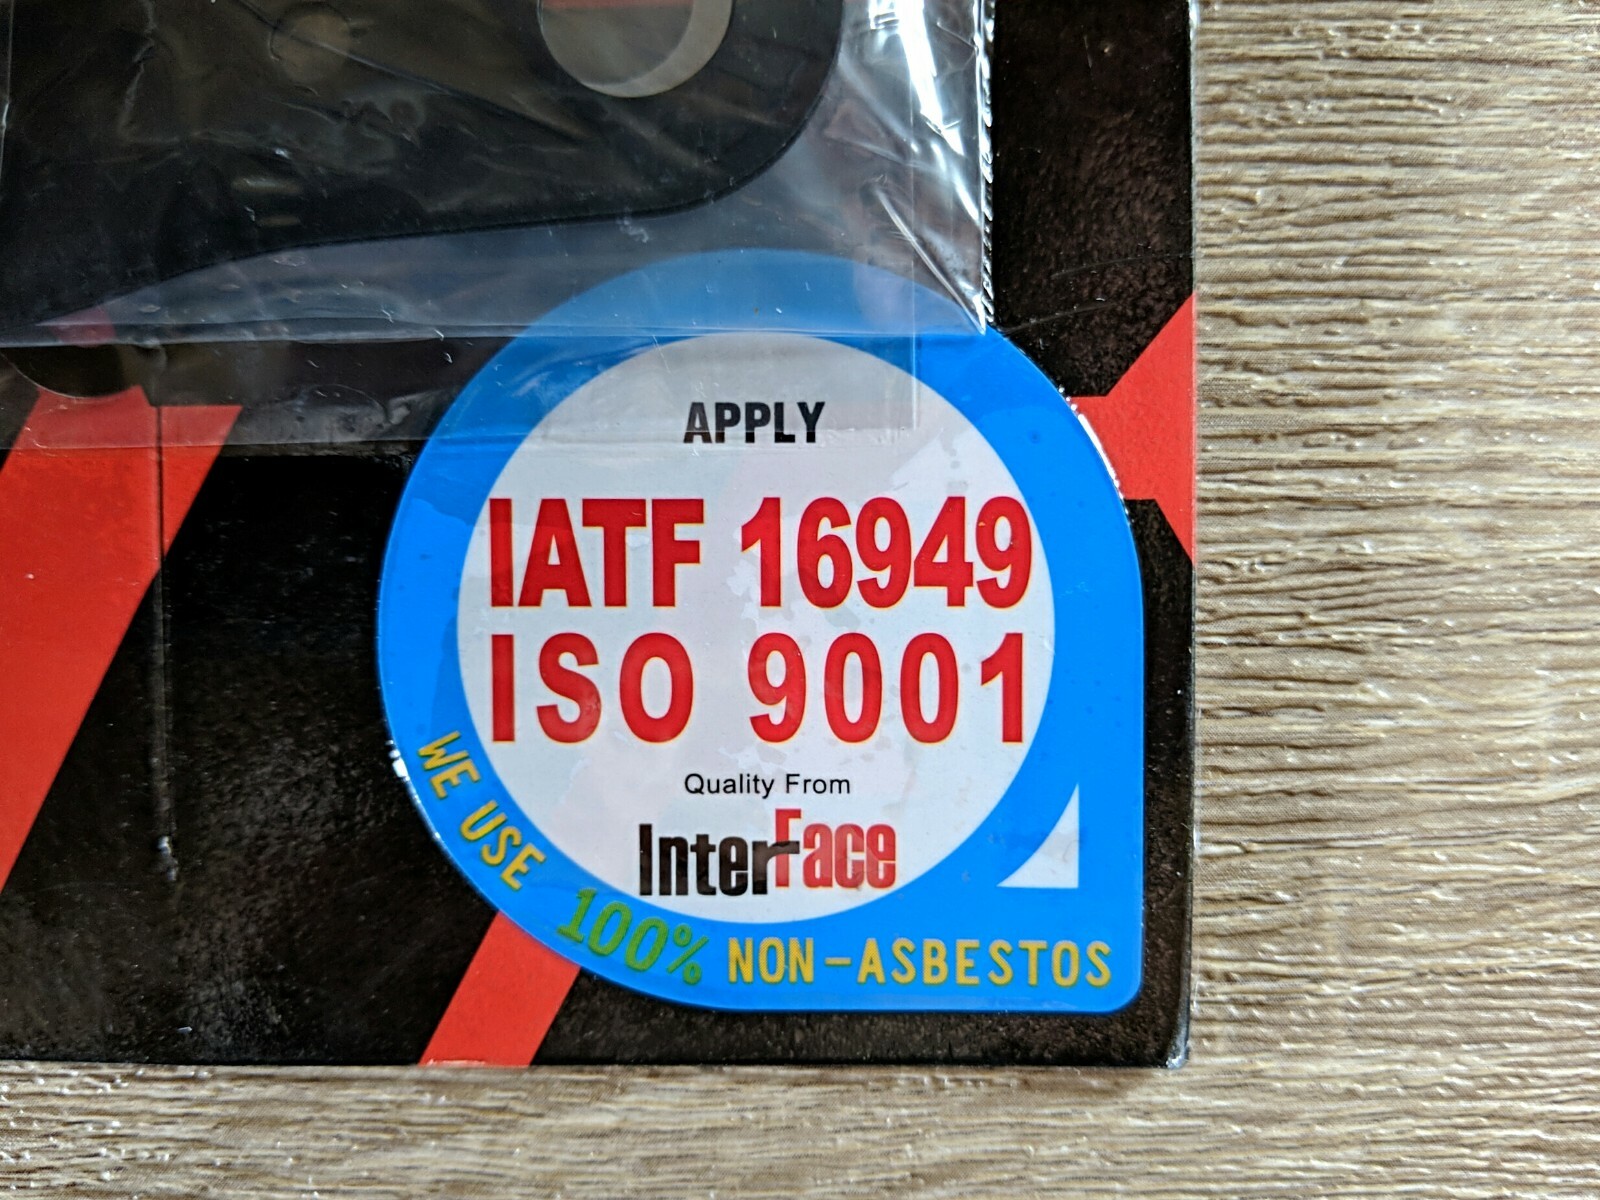 APPLY
IATF 16949
ISO 9001
Quality From
InterFace
WE USE 100% NON-ASBESTOS